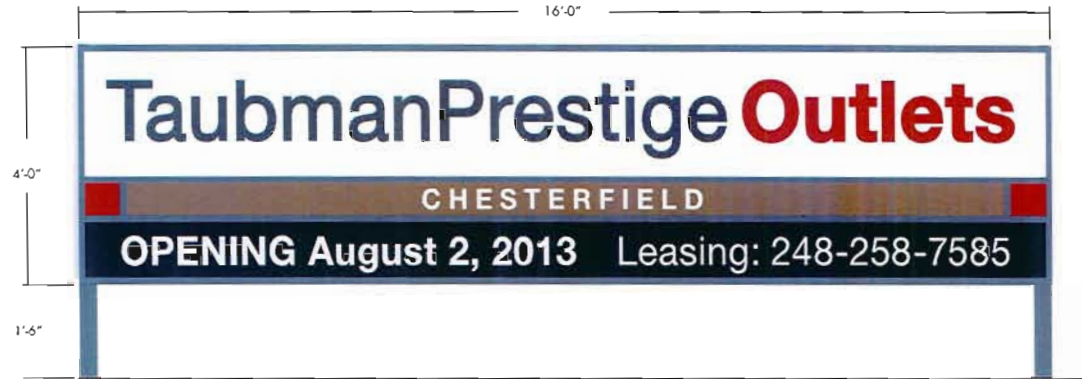 16'-0"
TaubmanPrestige Outlets
4'-0"
CHESTERFIELD
OPENING August 2, 2013 Leasing: 248-258-7585
1'-6"